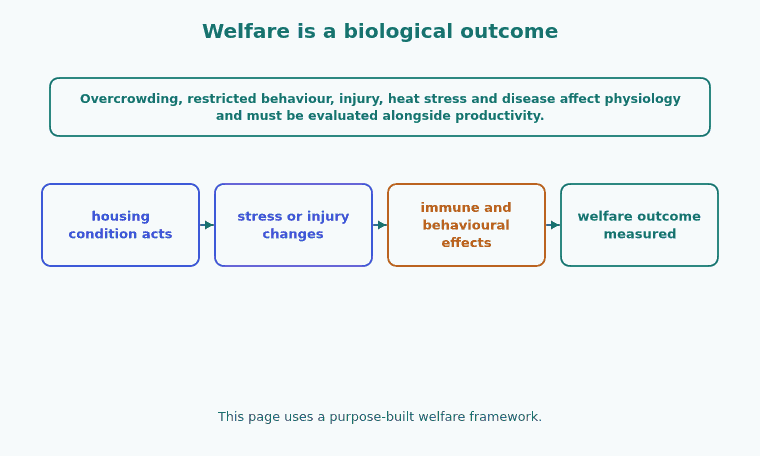 Welfare is a biological outcome
Overcrowding, restricted behaviour, injury, heat stress and disease affect physiology
and must be evaluated alongside productivity.
housing
condition acts
stress or injury
changes
immune and
behavioural
effects
welfare outcome
measured
This page uses a purpose-built welfare framework.